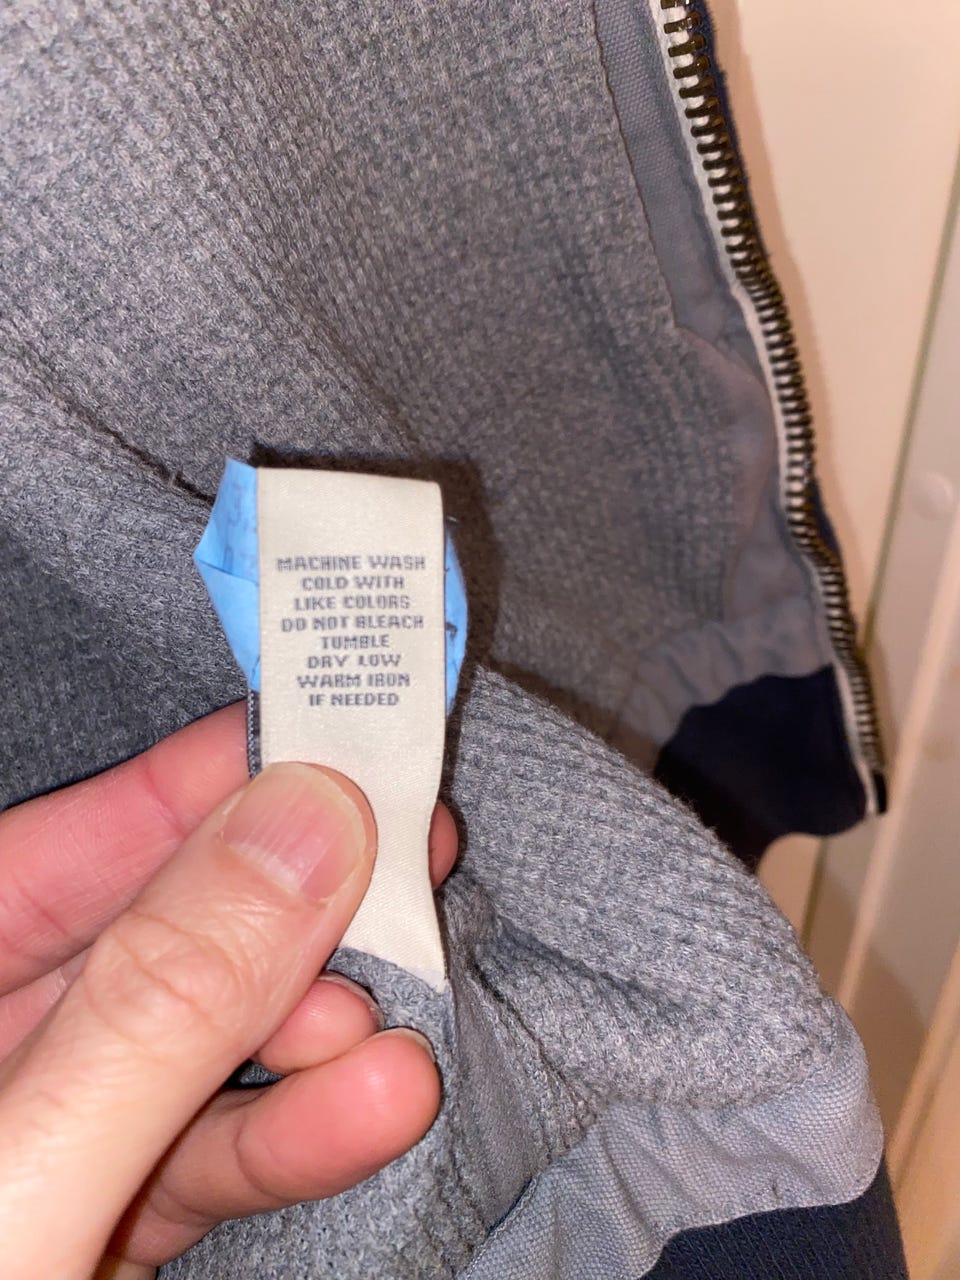 MACHINE WASH
COLD WITH
LIKE COLORS
DO NOT BLEACH
TUMBLE
DRY LOW
WARM IRON
IF NEEDED